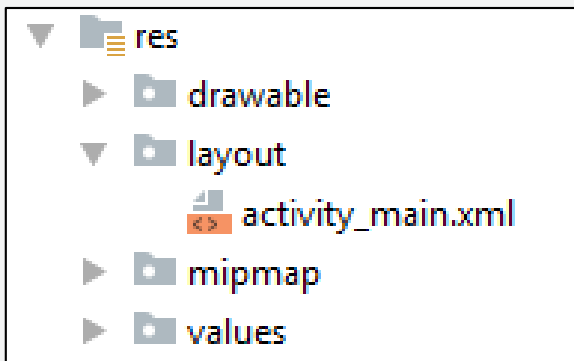 res
drawable
layout
activity_main.xml
mipmap
values